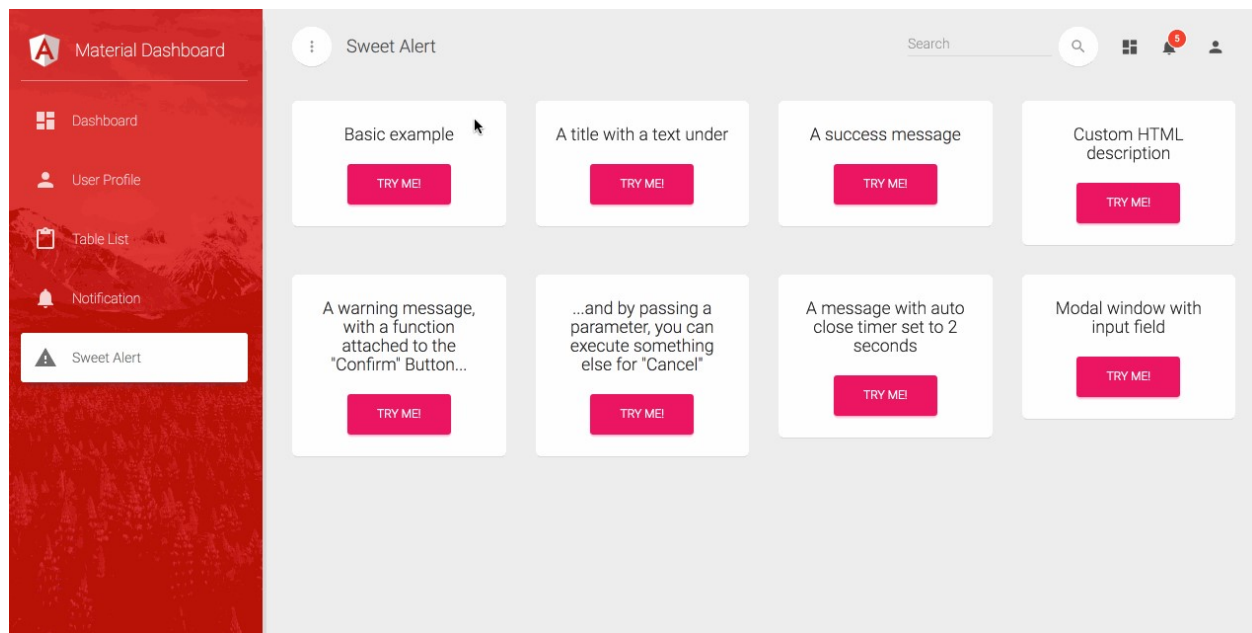 Material Dashboard
Dashboard
User Profile
Table List
Notification
Sweet Alert
Sweet Alert
Search
5
Basic example
TRY ME!
A title with a text under
TRY ME!
A success message
TRY ME!
Custom HTML
description
TRY ME!
A warning message,
with a function
attached to the
"Confirm" Button...
TRY ME!
...and by passing a
parameter, you can
execute something
else for "Cancel"
TRY ME!
A message with auto
close timer set to 2
seconds
TRY ME!
Modal window with
input field
TRY ME!